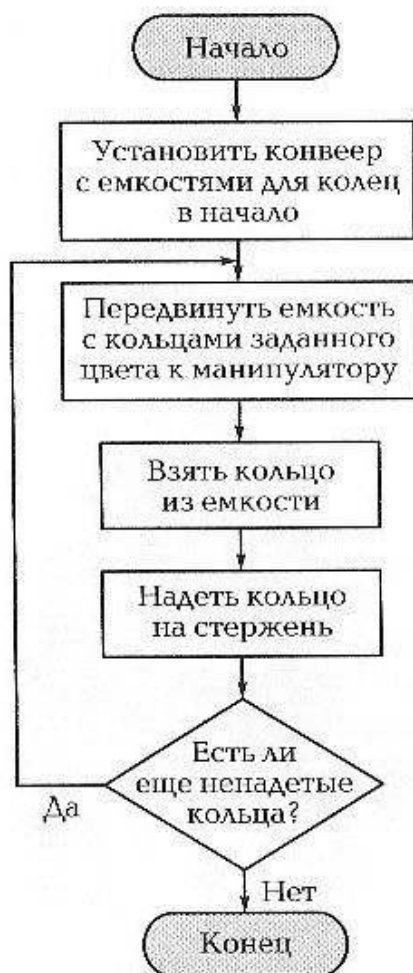 Начало
Установить конвеер
с емкостями для колец
в начало
Передвинуть емкость
с кольцами заданного
цвета к манипулятору
Взять кольцо
из емкости
Надеть кольцо
на стержень
Есть ли
еще ненадетые
кольца?
Да
Нет
Конец